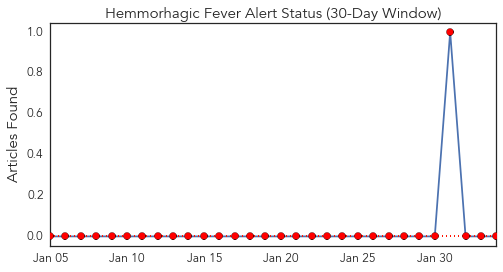 Hemmorhagic Fever Alert Status (30-Day Window)
Articles Found
1.0
0.8
0.6
0.4
0.2
0.0
Jan 05 Jan 10 Jan 15 Jan 20 Jan 25 Jan 30